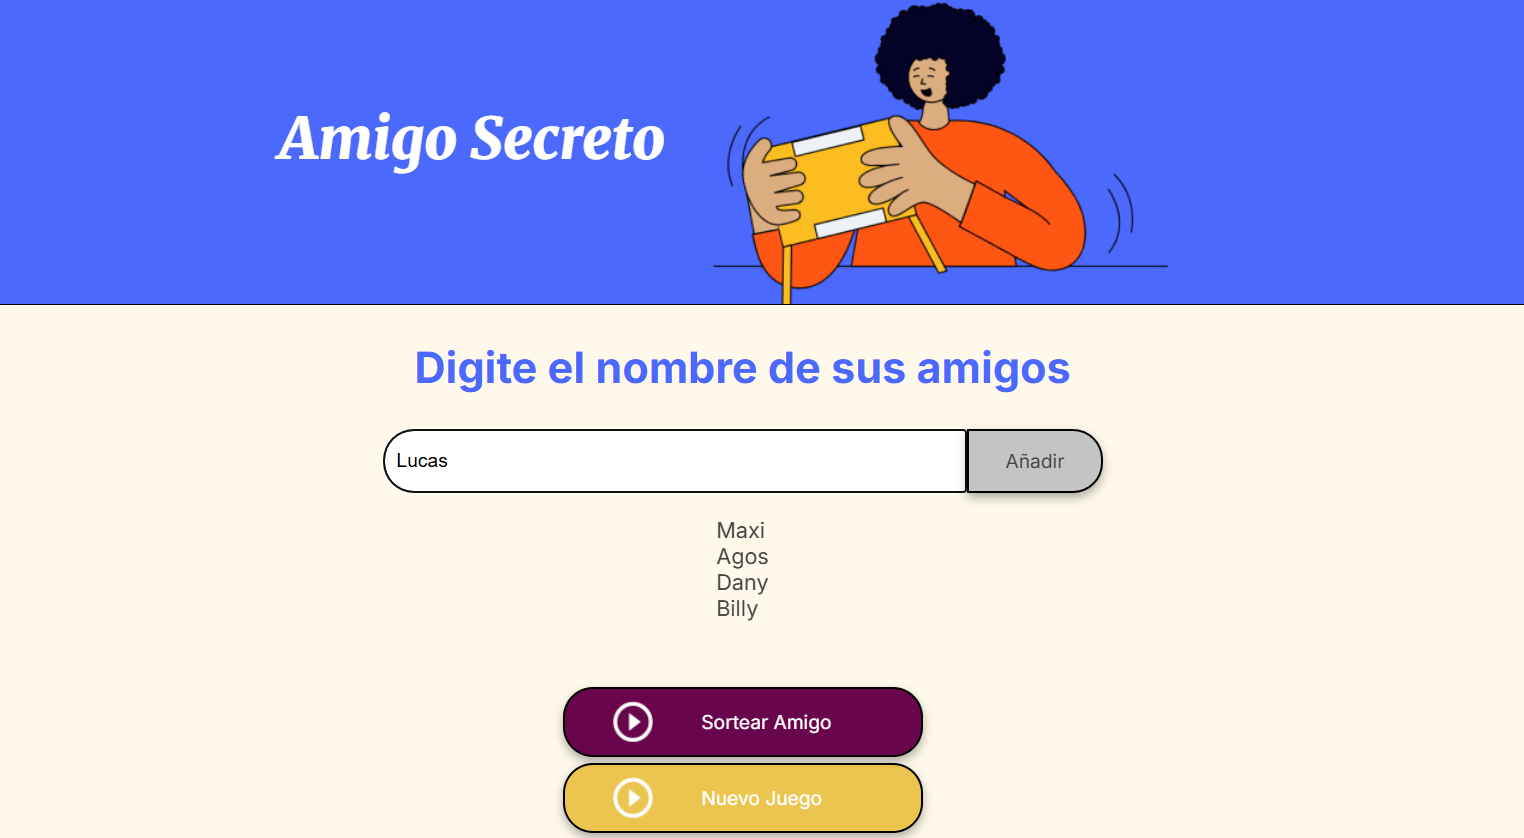 Amigo Secreto
Digite el nombre de sus amigos
Lucas
Añadir
Maxi
Agos
Dany
Billy
Sortear Amigo
Nuevo Juego